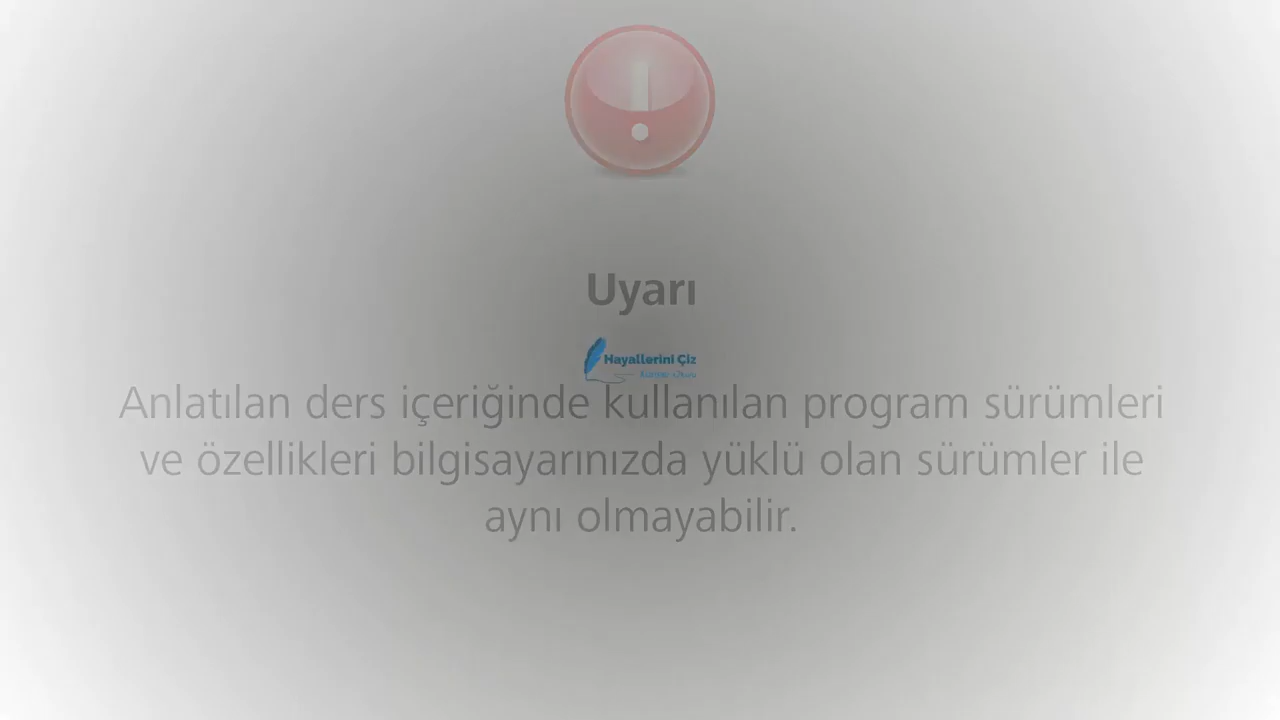 Uyarı
Hayallerini Çiz
Anlatılan ders içeriğinde kullanılan program sürümleri
ve özellikleri bilgisayarınızda yüklü olan sürümler ile
aynı olmayabilir.